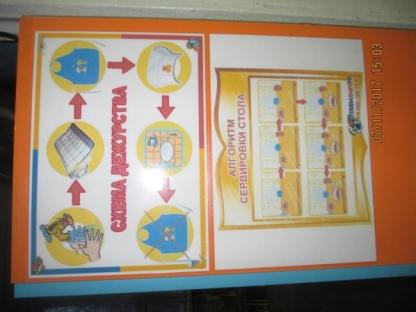 СХЕМА ДЕЖУРСТВА
АЛГОРИТМ
СЕРВИРОВКИ СТОЛА
07/11/2017 15:03